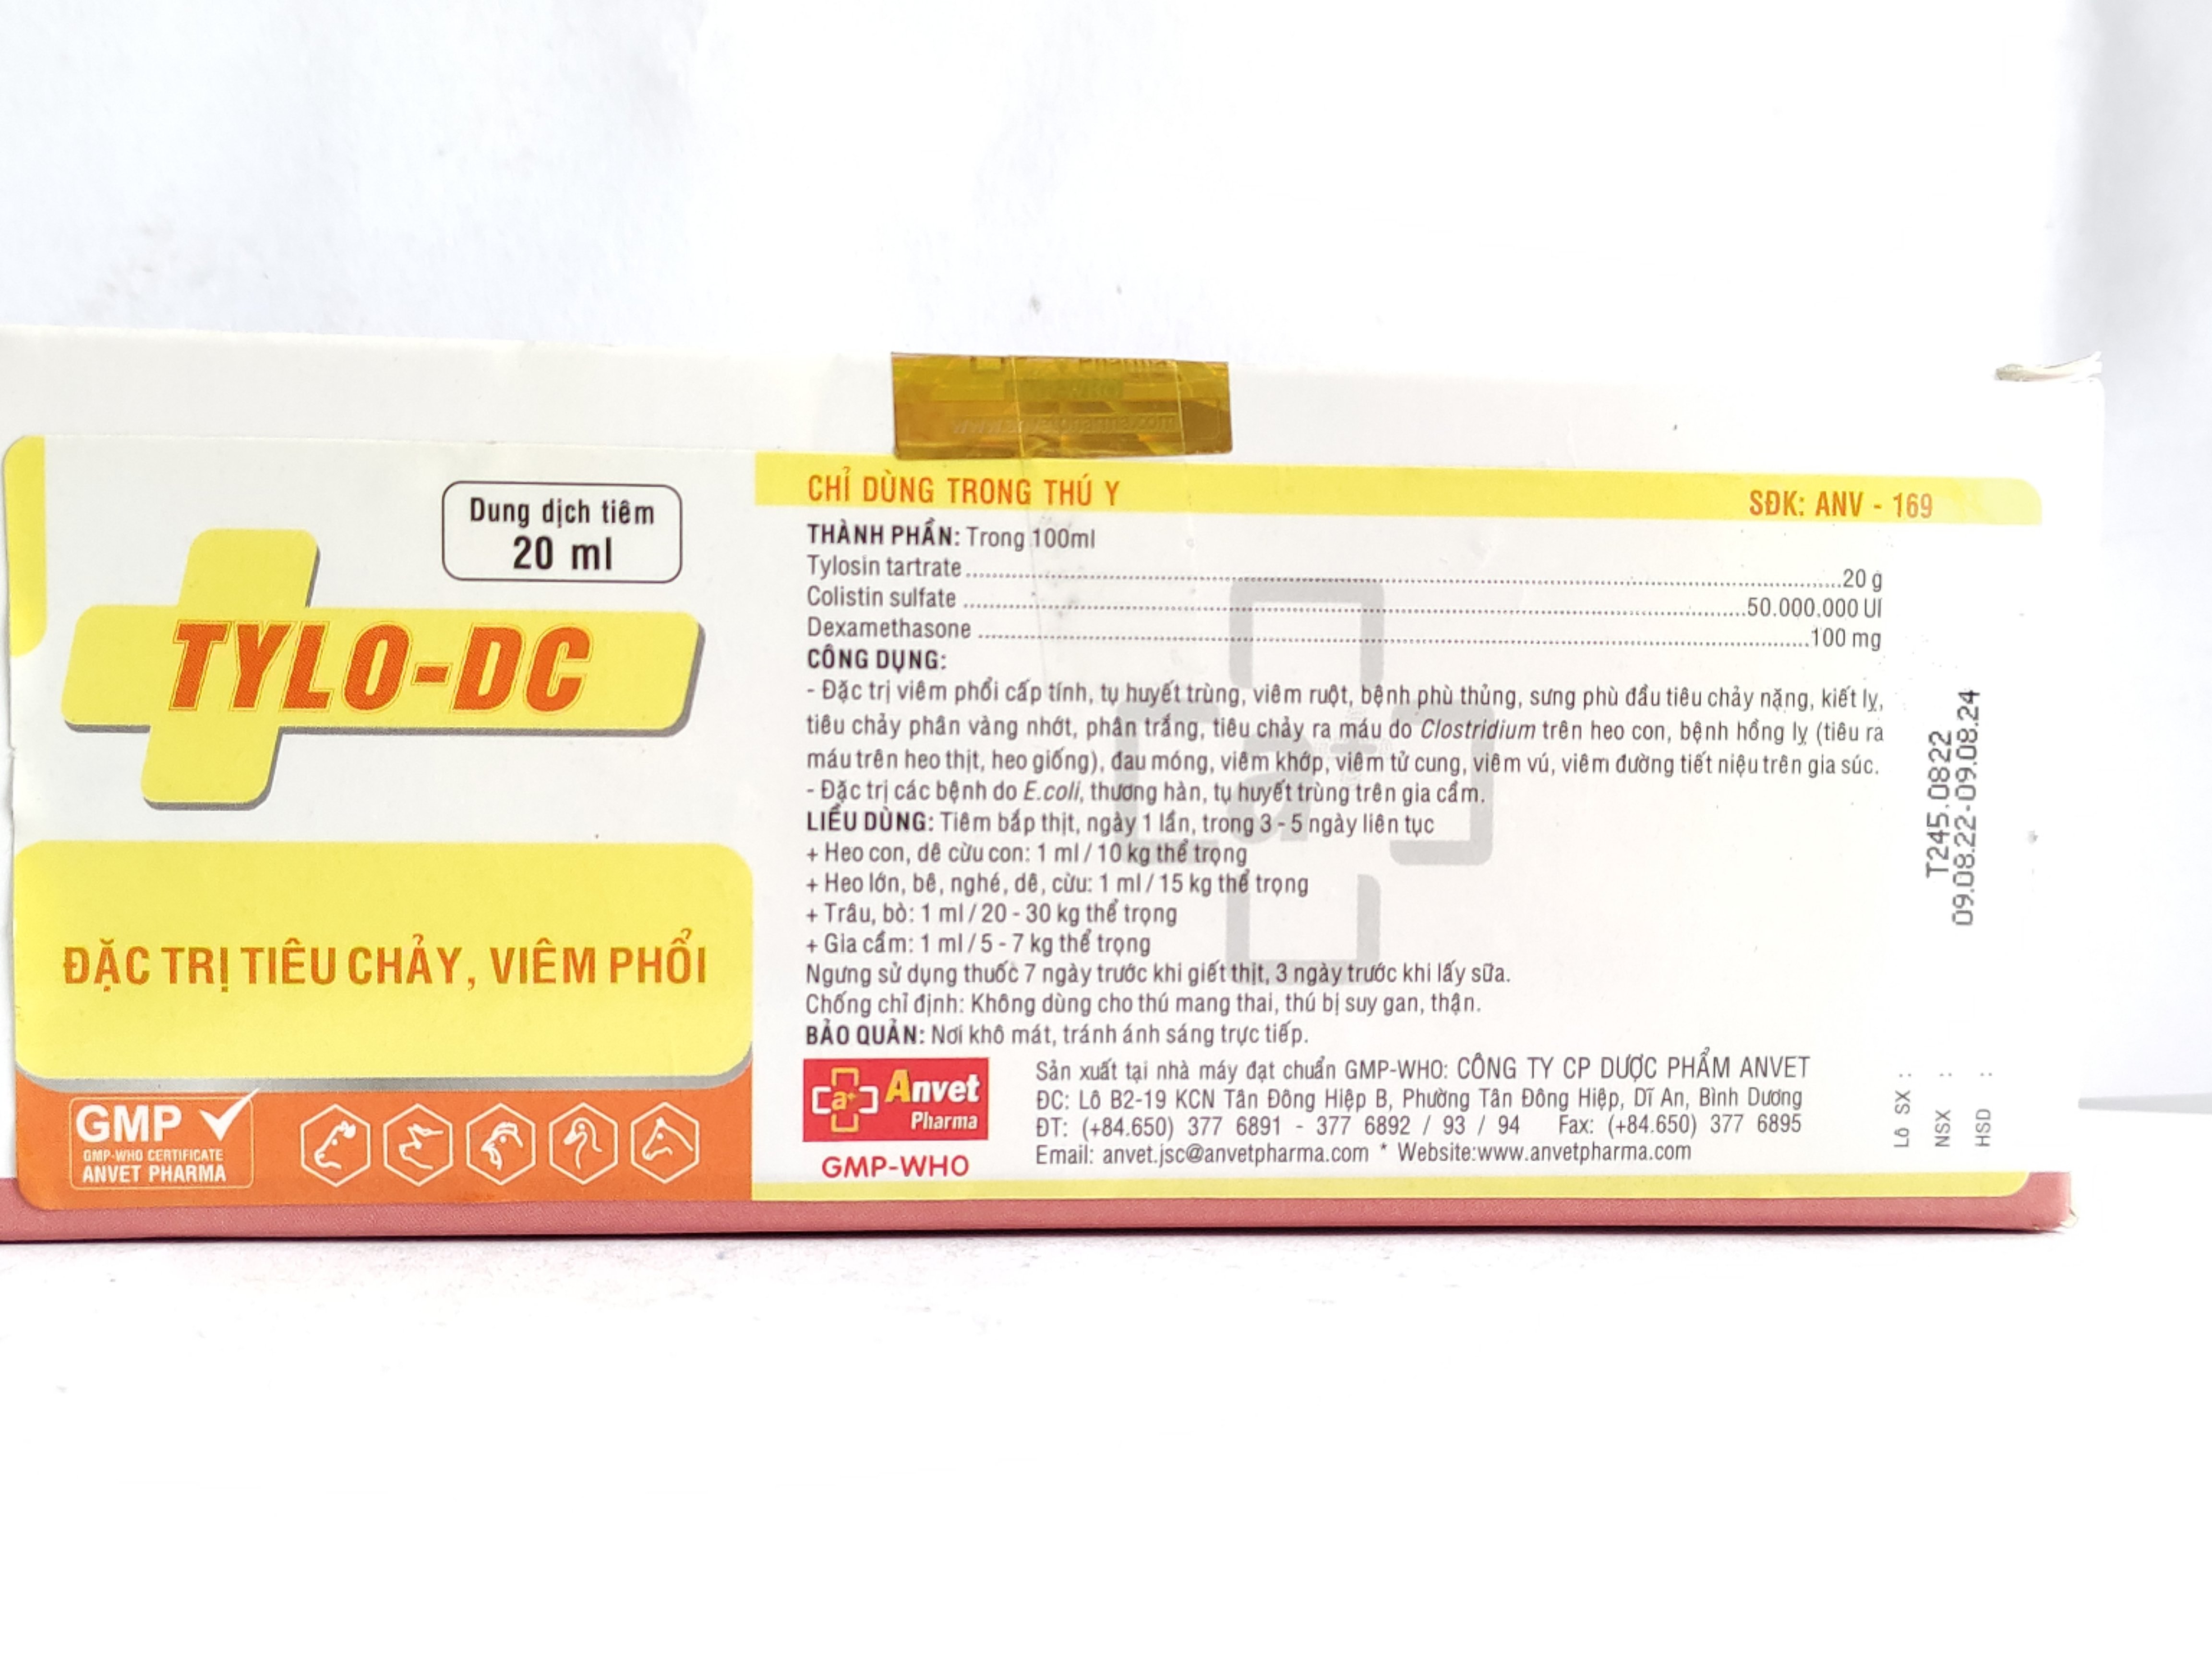 Dung dịch tiêm
20 ml
TYLO-DC
ĐẶC TRỊ TIÊU CHẢY, VIÊM PHỔI
GMP
GMP-WHO CERTIFICATE
ANVET PHARMA
CHỈ DÙNG TRONG THÚ Y
SĐK: ANV - 169
THÀNH PHẦN: Trong 100ml
Tylosin tartrate........20 g
Colistin sulfate........50.000.000 UI
Dexamethasone........100 mg
CÔNG DỤNG:
- Đặc trị viêm phổi cấp tính, tụ huyết trùng, viêm ruột, bệnh phù thủng, sưng phù đầu tiêu chảy nặng, kiết lỵ,
tiêu chảy phân vàng nhớt, phân trắng, tiêu chảy ra máu do Clostridium trên heo con, bệnh hồng lỵ (tiêu ra
máu trên heo thịt, heo giống), đau móng, viêm khớp, viêm tử cung, viêm vú, viêm đường tiết niệu trên gia súc.
- Đặc trị các bệnh do E.coli, thương hàn, tụ huyết trùng trên gia cầm.
LIỀU DÙNG: Tiêm bắp thịt, ngày 1 lần, trong 3 - 5 ngày liên tục
+ Heo con, dê cừu con: 1 ml / 10 kg thể trọng
+ Heo lớn, bê, nghé, dê, cừu: 1 ml / 15 kg thể trọng
+ Trâu, bò: 1 ml / 20 - 30 kg thể trọng
+ Gia cầm: 1 ml / 5 - 7 kg thể trọng
Ngưng sử dụng thuốc 7 ngày trước khi giết thịt, 3 ngày trước khi lấy sữa.
Chống chỉ định: Không dùng cho thú mang thai, thú bị suy gan, thận.
BẢO QUẢN: Nơi khô mát, tránh ánh sáng trực tiếp.
a+ Anvet
Pharma
GMP-WHO
Sản xuất tại nhà máy đạt chuẩn GMP-WHO: CÔNG TY CP DƯỢC PHẨM ANVET
ĐC: Lô B2-19 KCN Tân Đông Hiệp B, Phường Tân Đông Hiệp, Dĩ An, Bình Dương
ĐT: (+84.650) 377 6891 - 377 6892 / 93 / 94 Fax: (+84.650) 377 6895
Email: anvet.jsc@anvetpharma.com * Website:www.anvetpharma.com
Lô SX :
NSX :
HSD :
T245.0822
09.08.22-09.08.24